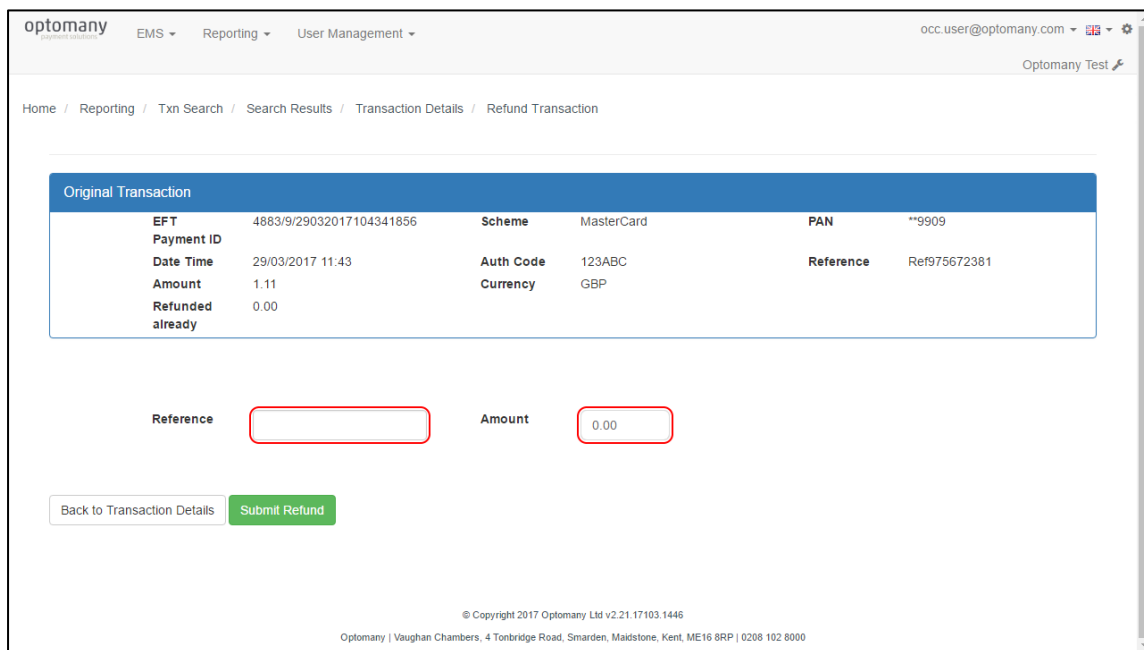 optomany
payment solutions
EMS Reporting User Management
occ.user@optomany.com
Optomany Test
Home / Reporting / Txn Search / Search Results / Transaction Details / Refund Transaction
Original Transaction
EFT Payment ID 4883/9/29032017104341856 Scheme MasterCard PAN **9909
Date Time 29/03/2017 11:43 Auth Code 123ABC Reference Ref975672381
Amount 1.11 Currency GBP
Refunded already 0.00
Reference Amount 0.00
Back to Transaction Details Submit Refund
© Copyright 2017 Optomany Ltd v2.21.17103.1446
Optomany | Vaughan Chambers, 4 Tonbridge Road, Smarden, Maidstone, Kent, ME16 8RP | 0208 102 8000